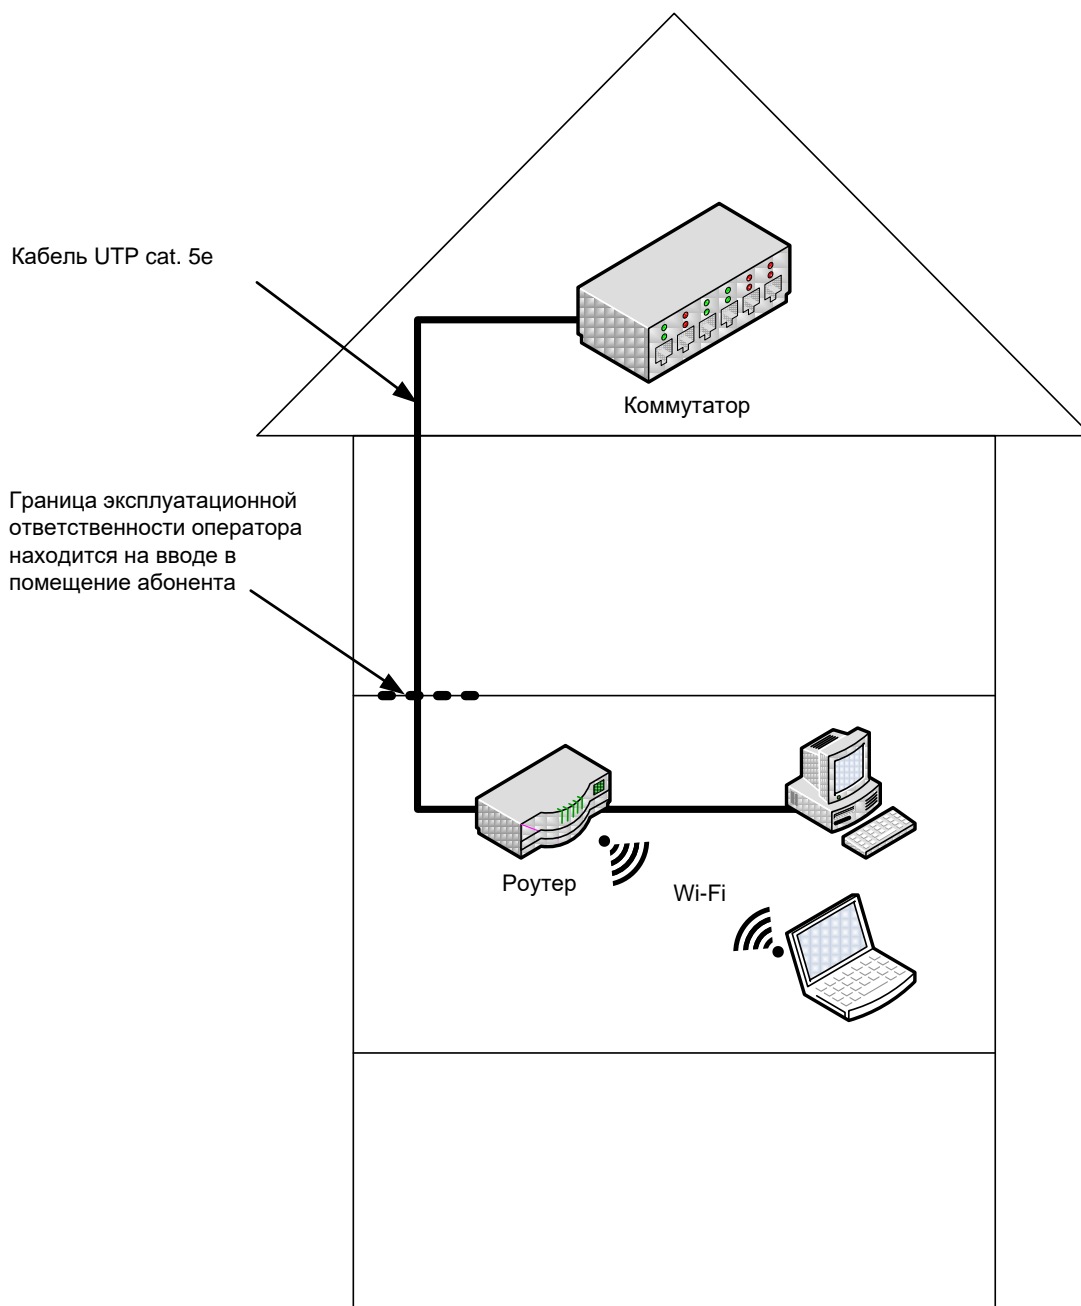 Кабель UTP cat. 5e
Коммутатор
Граница эксплуатационной
ответственности оператора
находится на вводе в
помещение абонента
Роутер
Wi-Fi